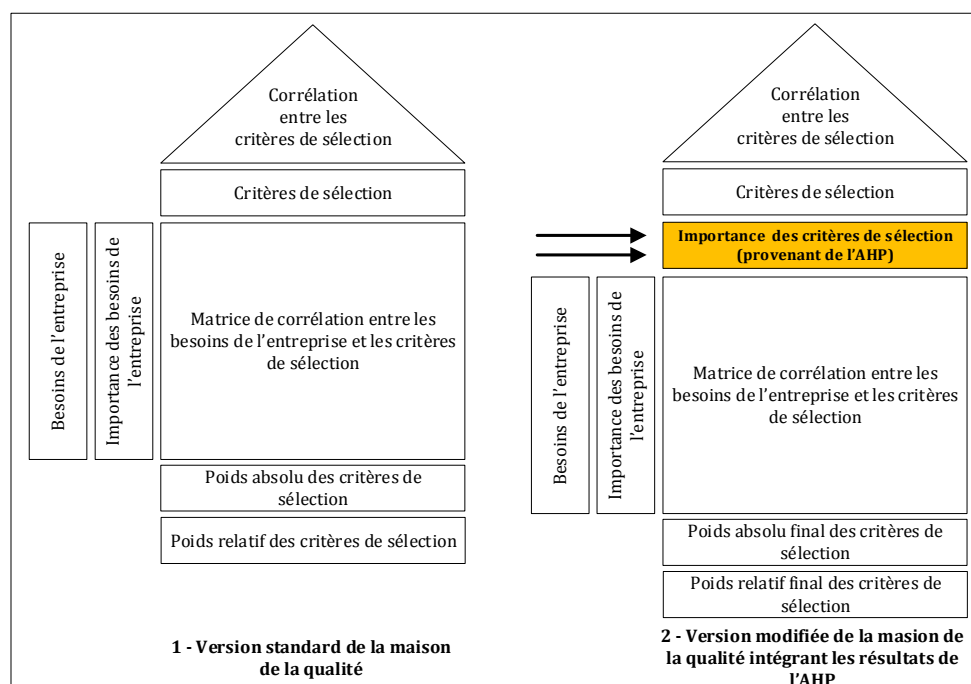 Corrélation
entre les
critères de sélection
Critères de sélection
Besoins de l'entreprise
Importance des besoins de
l'entreprise
Matrice de corrélation entre les
besoins de l'entreprise et les critères
de sélection
Poids absolu des critères de
sélection
Poids relatif des critères de sélection
1 - Version standard de la maison
de la qualité
Corrélation
entre les
critères de sélection
Critères de sélection
Importance des critères de sélection
(provenant de l'AHP)
Besoins de l'entreprise
Importance des besoins de
l'entreprise
Matrice de corrélation entre les
besoins de l'entreprise et les critères
de sélection
Poids absolu final des critères de
sélection
Poids relatif final des critères de
sélection
2 - Version modifiée de la masion de
la qualité intégrant les résultats de
l'AHP